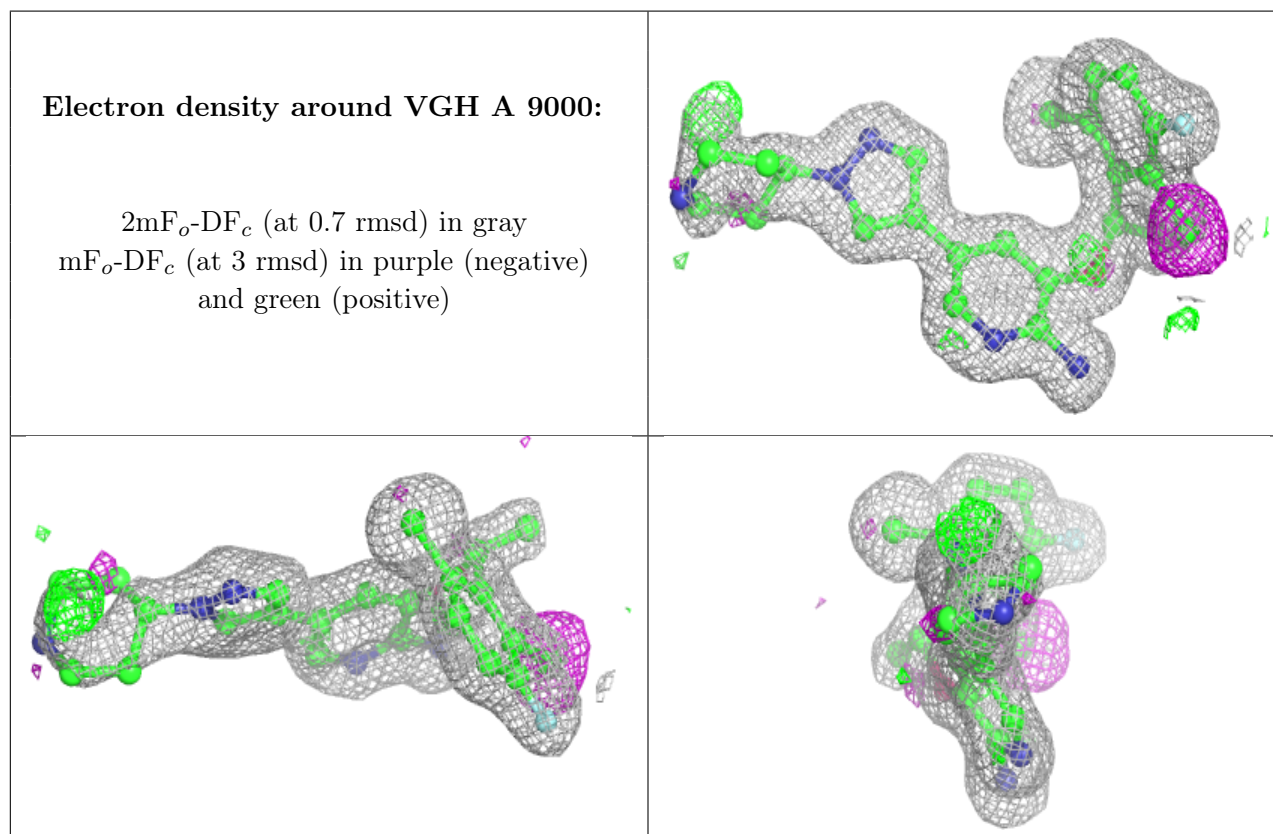 Electron density around VGH A 9000:
2mFo-DFc (at 0.7 rmsd) in gray
mFo-DFc (at 3 rmsd) in purple (negative)
and green (positive)